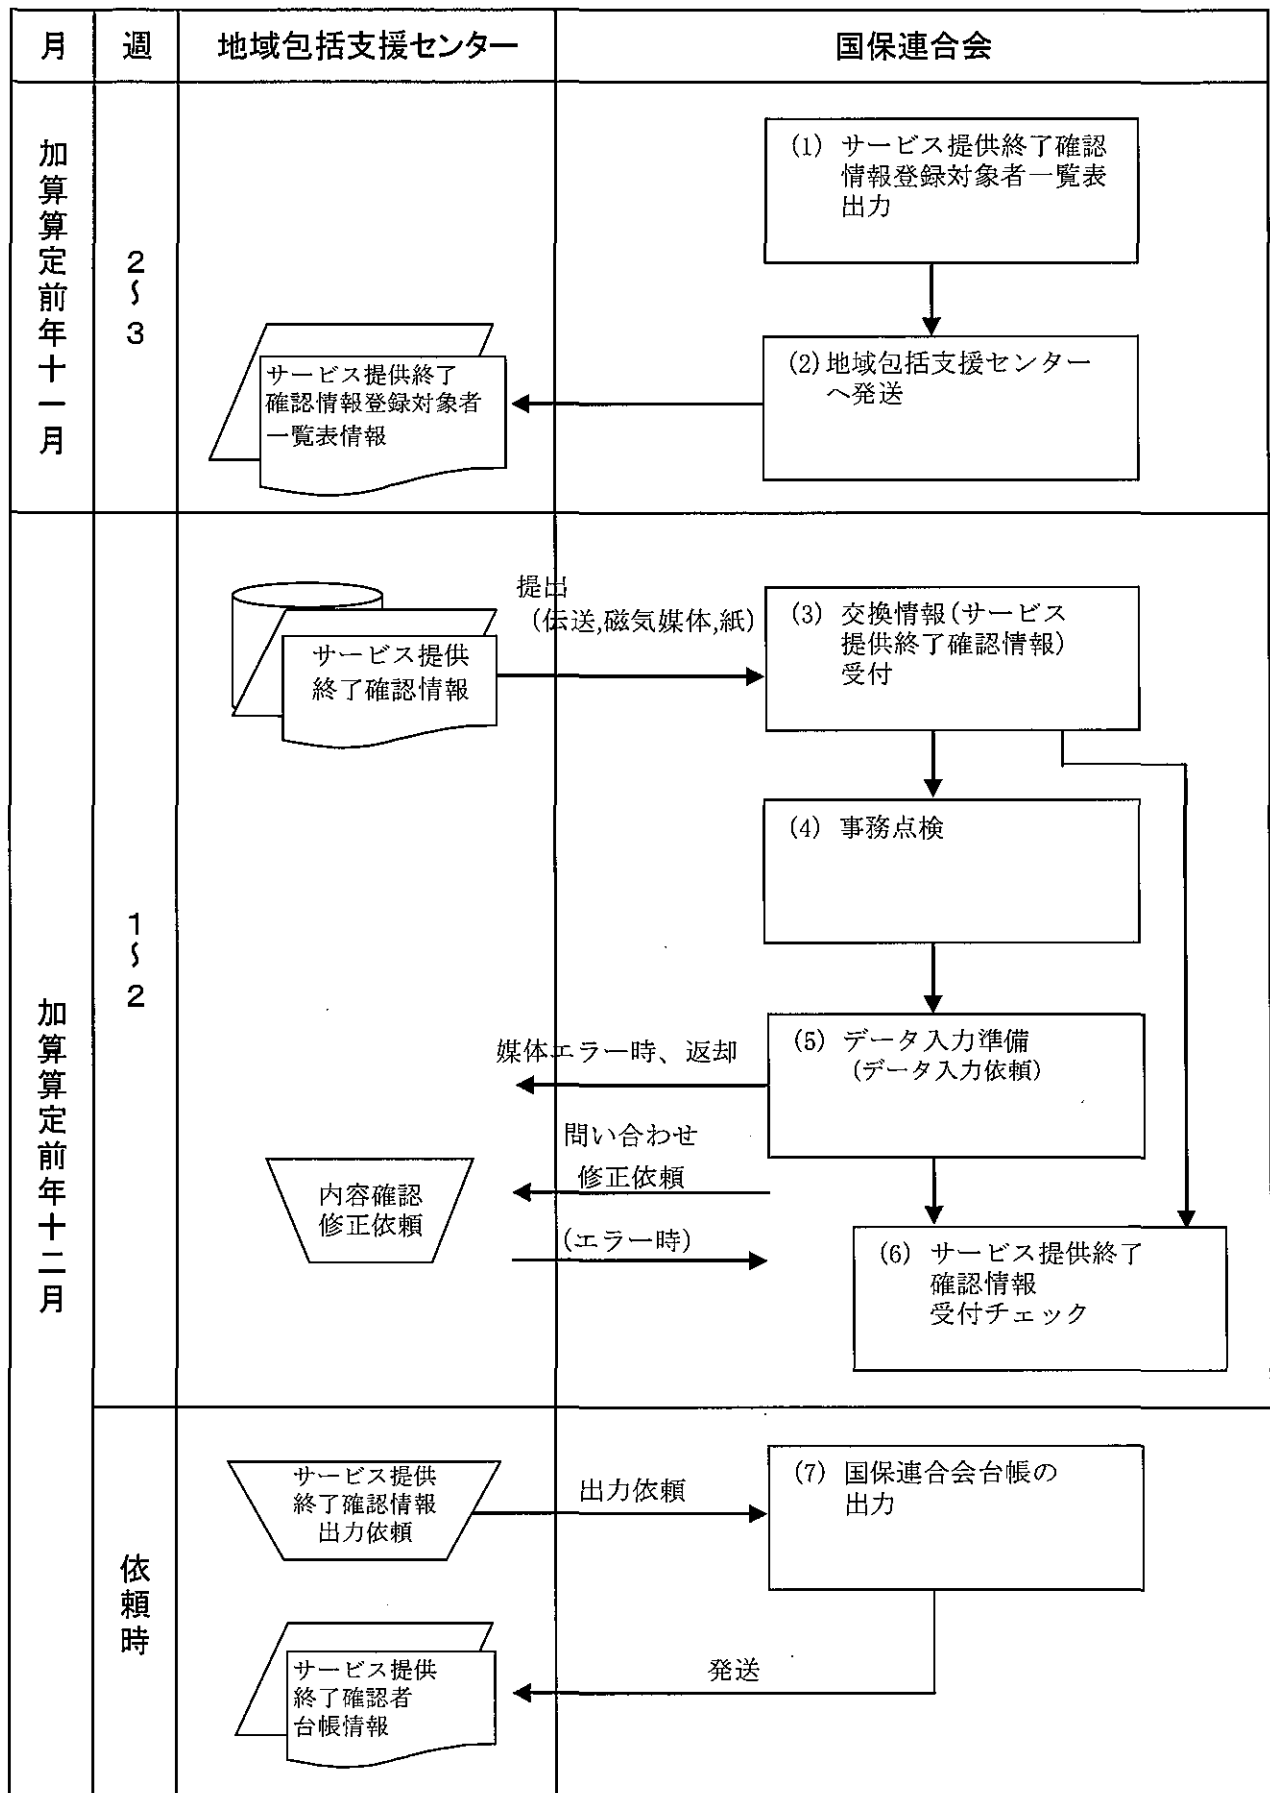 月
週
地域包括支援センター
国保連合会
加算算定前年十一月
2～3
(1) サービス提供終了確認
情報登録対象者一覧表
出力
(2)地域包括支援センター
へ発送
サービス提供終了
確認情報登録対象者
一覧表情報
加算算定前年十二月
1～2
提出
(伝送,磁気媒体,紙)
サービス提供
終了確認情報
(3) 交換情報(サービス
提供終了確認情報)
受付
(4) 事務点検
(5) データ入力準備
(データ入力依頼)
媒体エラー時、返却
問い合わせ
修正依頼
内容確認
修正依頼
(エラー時)
(6) サービス提供終了
確認情報
受付チェック
依頼時
サービス提供
終了確認情報
出力依頼
出力依頼
(7) 国保連合会台帳の
出力
発送
サービス提供
終了確認者
台帳情報